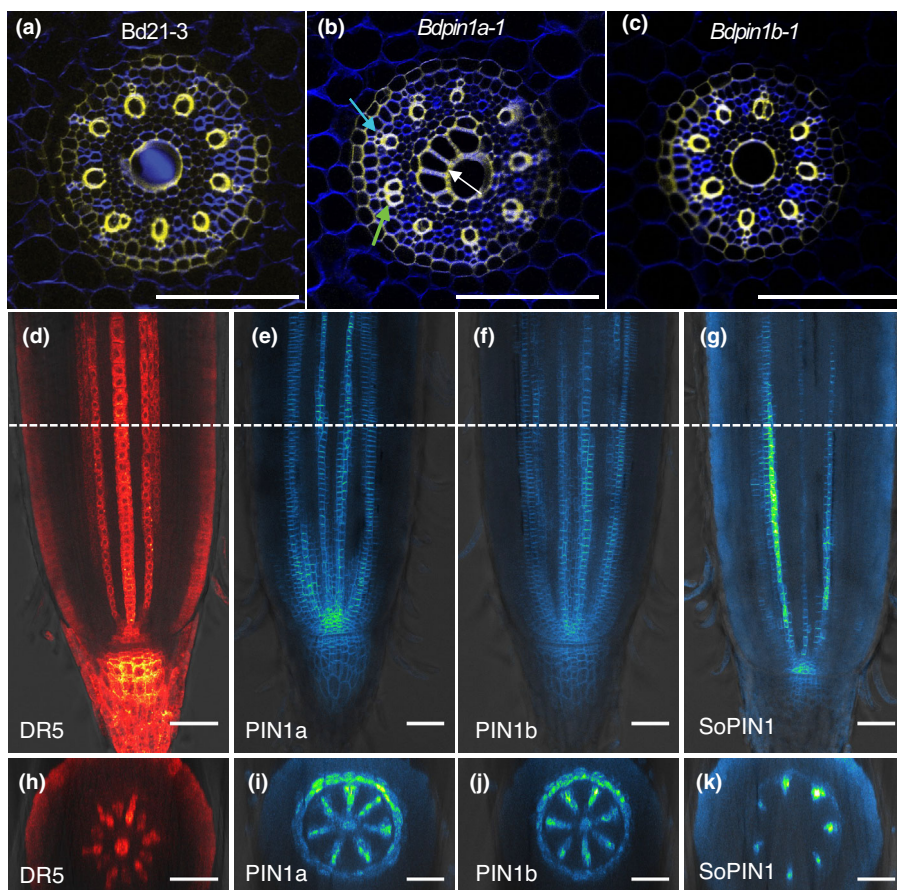 (a) Bd21-3
(b) Bdpin1a-1
(c) Bdpin1b-1
(d) DR5
(e) PIN1a
(f) PIN1b
(g) SoPIN1
(h) DR5
(i) PIN1a
(j) PIN1b
(k) SoPIN1